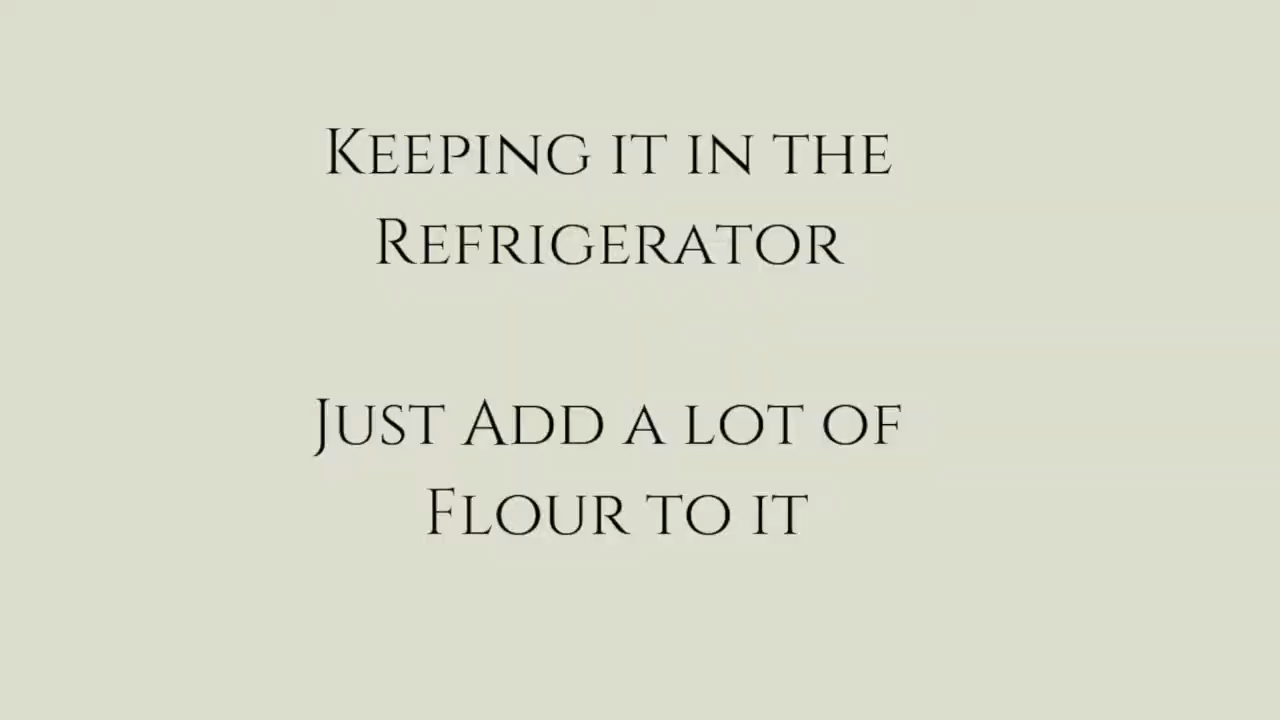 Keeping it in the
Refrigerator
Just Add a lot of
Flour to it